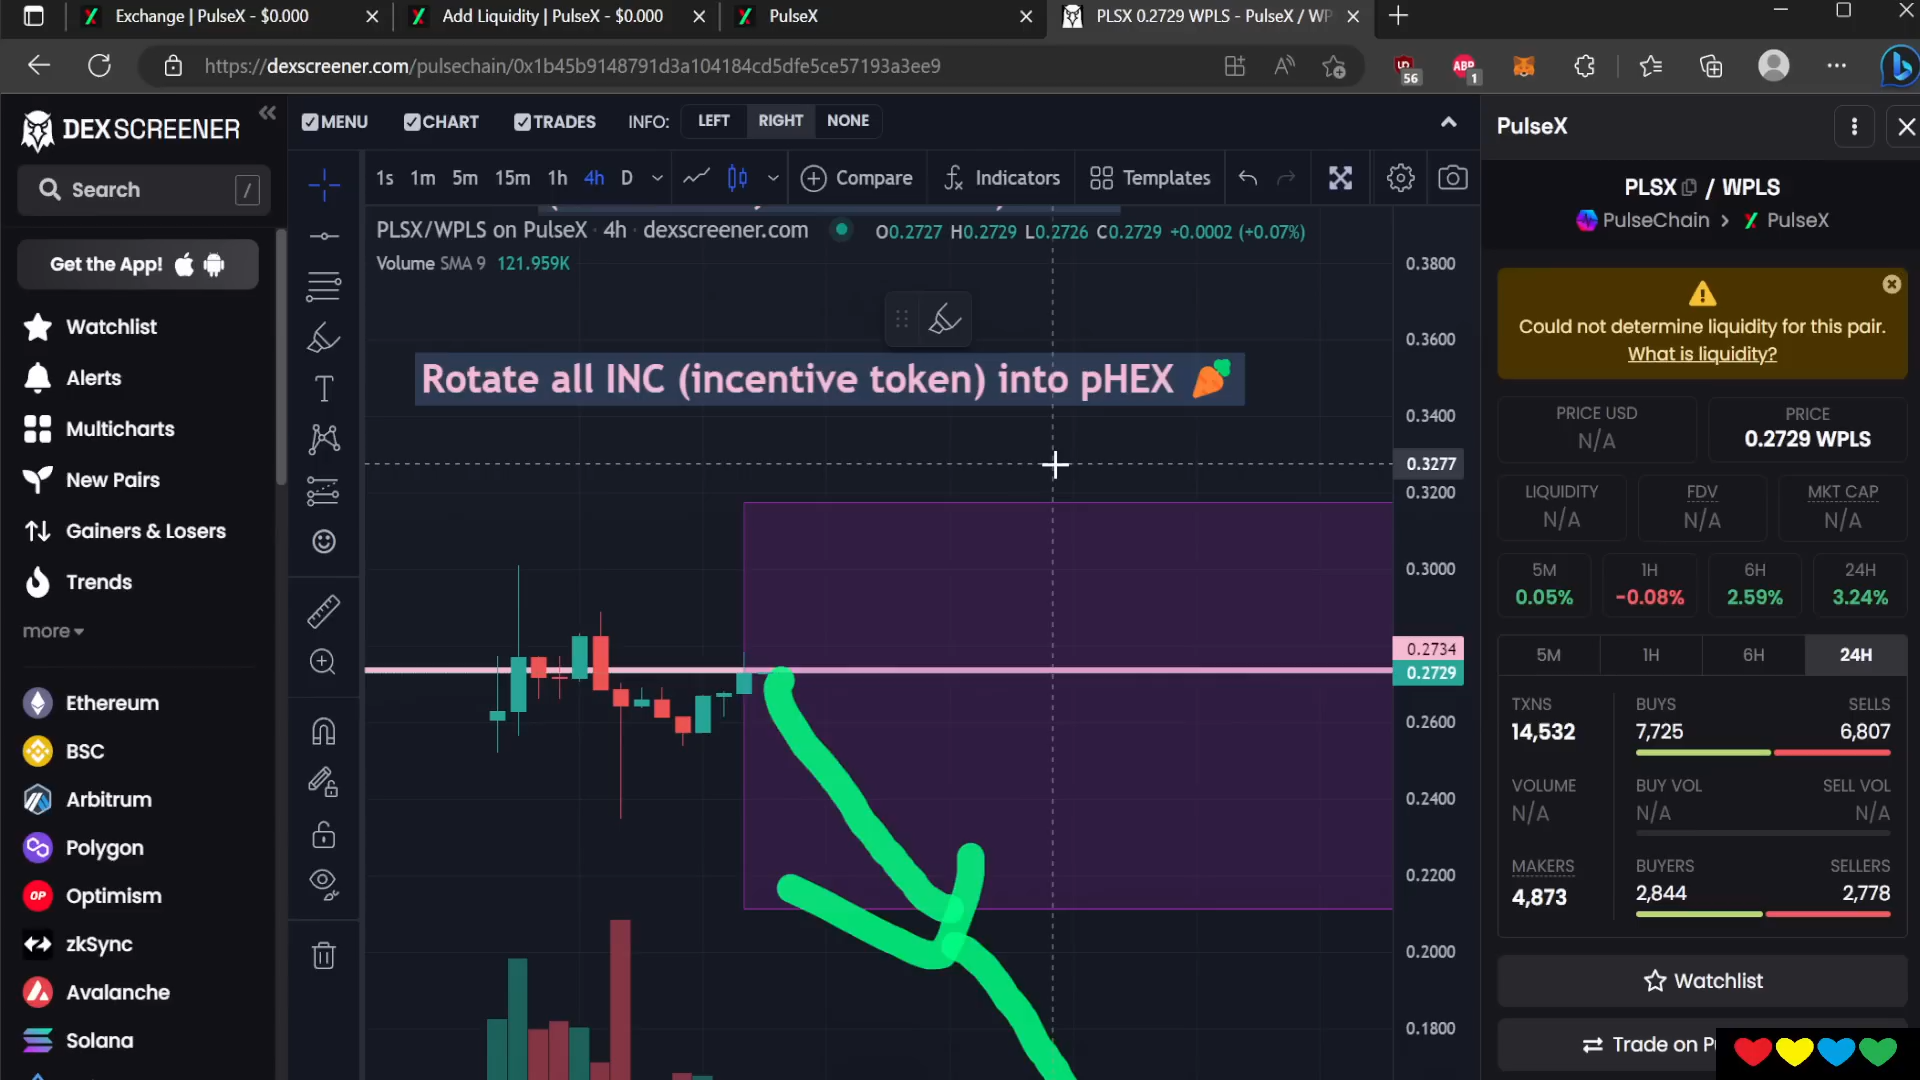 Exchange | PulseX - $0.000
Add Liquidity | PulseX - $0.000
PulseX
PLSX 0.2729 WPLS - PulseX / WP
https://dexscreener.com/pulsechain/0x1b45b9148791d3a104184cd5dfe5ce57193a3ee9
56
ABP
1
DEX SCREENER
Search
/
Get the App!
Watchlist
Alerts
Multicharts
New Pairs
Gainers & Losers
Trends
more
Ethereum
BSC
Arbitrum
Polygon
OP
Optimism
zkSync
Avalanche
Solana
MENU
CHART
TRADES
INFO:
LEFT
RIGHT
NONE
1s
1m
5m
15m
1h
4h
D
Compare
Indicators
Templates
PLSX/WPLS on PulseX · 4h · dexscreener.com
O0.2727 H0.2729 L0.2726 C0.2729 +0.0002 (+0.07%)
Volume SMA 9 121.959K
Rotate all INC (incentive token) into pHEX 🥕
0.3800
0.3600
0.3400
0.3277
0.3200
0.3000
0.2734
0.2729
0.2600
0.2400
0.2200
0.2000
0.1800
PulseX
PLSX / WPLS
PulseChain > PulseX
Could not determine liquidity for this pair.
What is liquidity?
PRICE USD
N/A
PRICE
0.2729 WPLS
LIQUIDITY
N/A
FDV
N/A
MKT CAP
N/A
5M
0.05%
1H
-0.08%
6H
2.59%
24H
3.24%
5M
1H
6H
24H
TXNS
14,532
BUYS
7,725
SELLS
6,807
VOLUME
N/A
BUY VOL
N/A
SELL VOL
N/A
MAKERS
4,873
BUYERS
2,844
SELLERS
2,778
Watchlist
Trade on